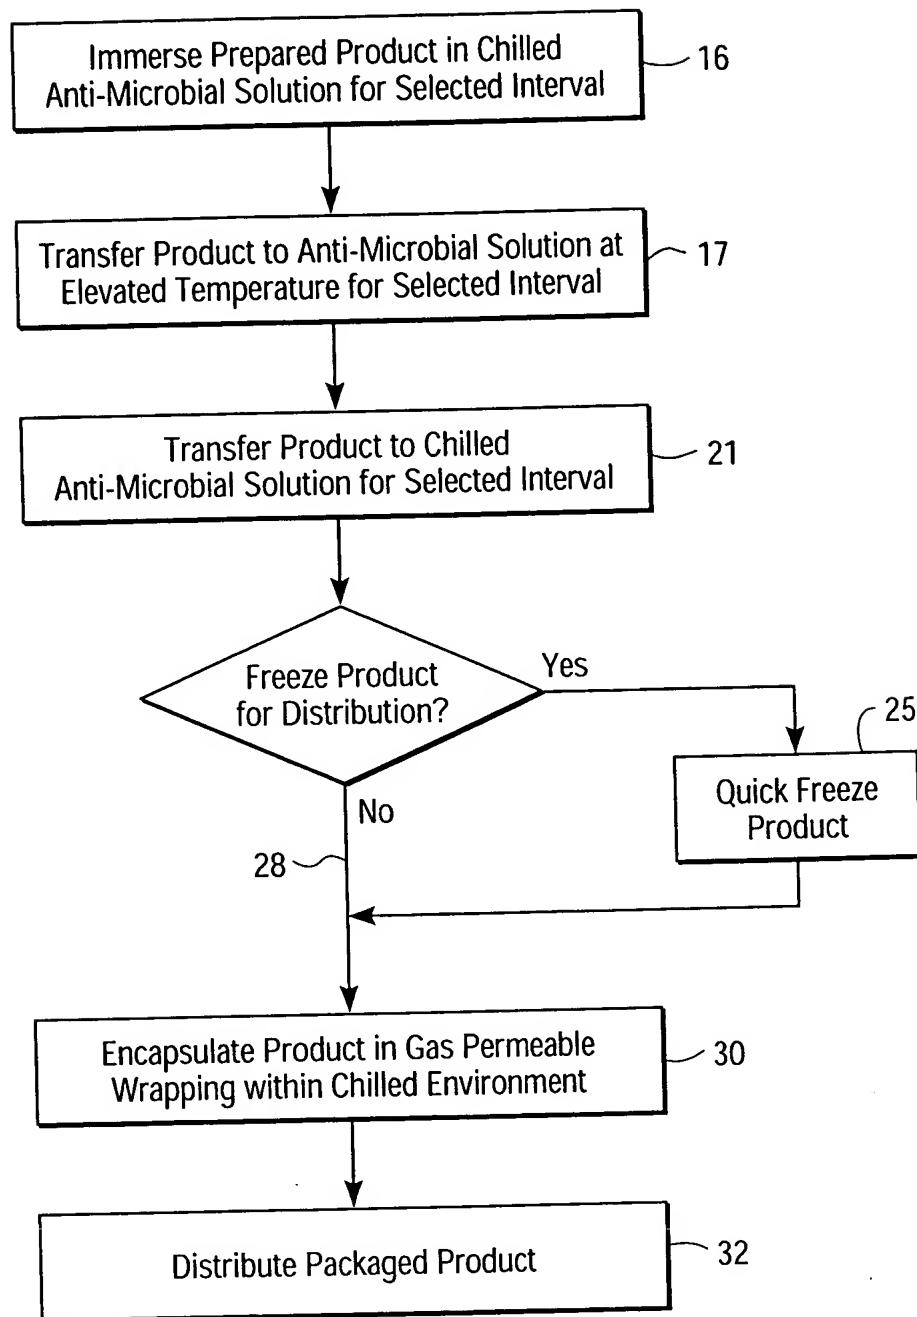 Immerse Prepared Product in Chilled
Anti-Microbial Solution for Selected Interval
16
Transfer Product to Anti-Microbial Solution at
Elevated Temperature for Selected Interval
17
Transfer Product to Chilled
Anti-Microbial Solution for Selected Interval
21
Freeze Product
for Distribution?
Yes
25
Quick Freeze
Product
No
28
Encapsulate Product in Gas Permeable
Wrapping within Chilled Environment
30
Distribute Packaged Product
32